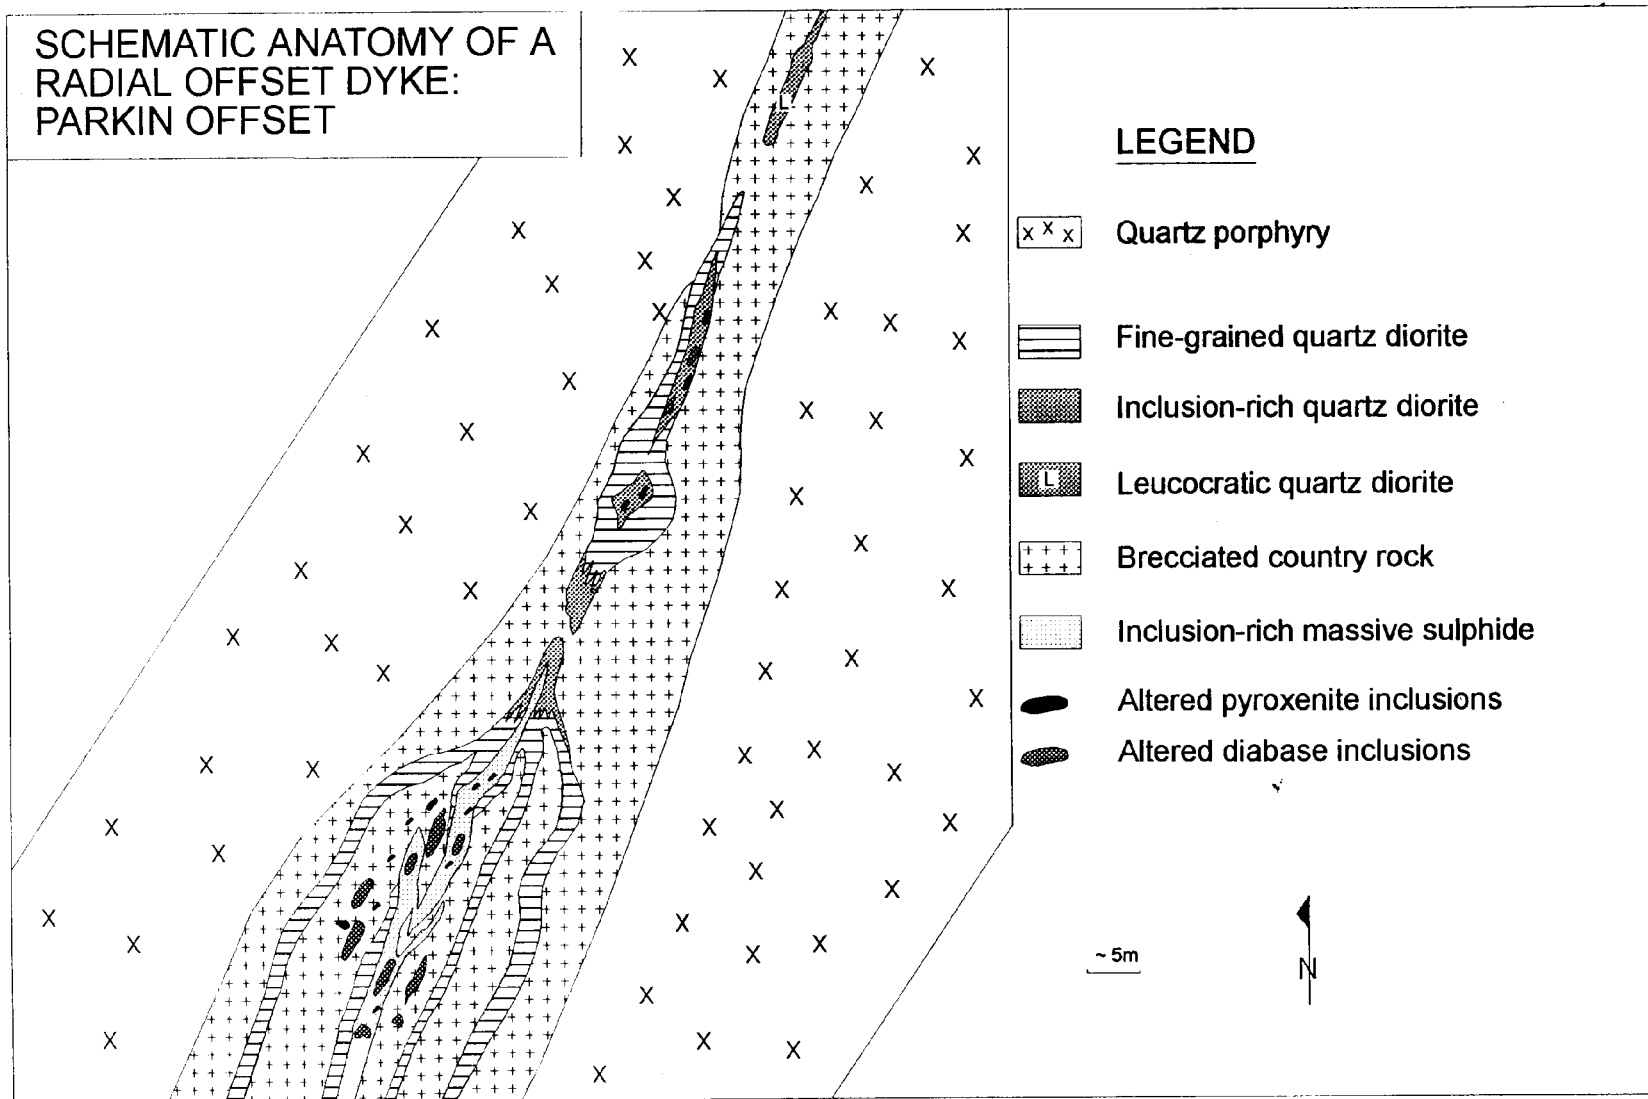 SCHEMATIC ANATOMY OF A
RADIAL OFFSET DYKE:
PARKIN OFFSET
L
LEGEND
x x x Quartz porphyry
Fine-grained quartz diorite
Inclusion-rich quartz diorite
L Leucocratic quartz diorite
Brecciated country rock
Inclusion-rich massive sulphide
Altered pyroxenite inclusions
Altered diabase inclusions
~ 5m
N